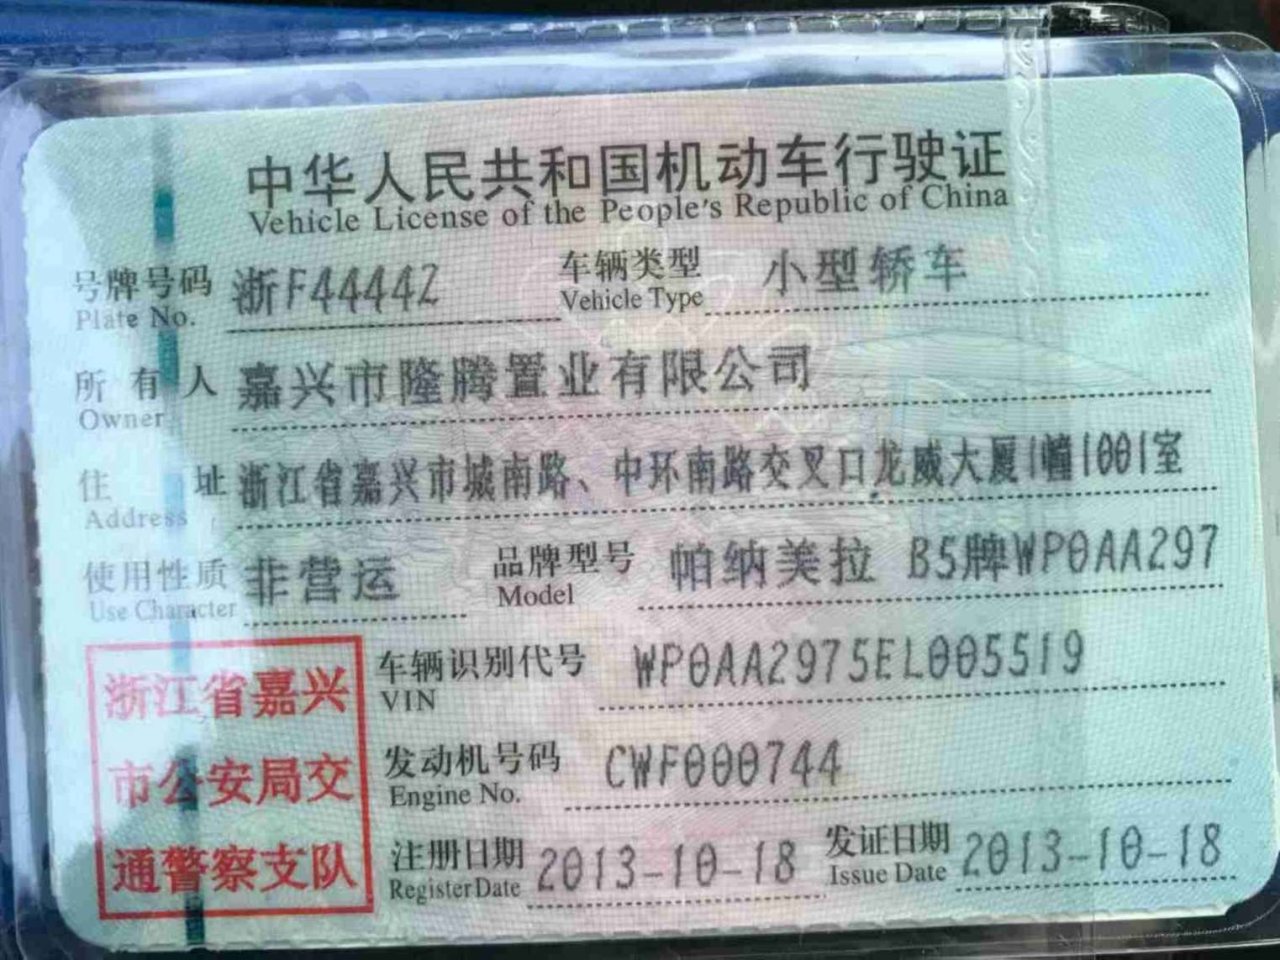 中华人民共和国机动车行驶证
Vehicle License of the People's Republic of China
号牌号码 浙F44442 车辆类型 小型轿车
Plate No. Vehicle Type
所有人 嘉兴市隆腾置业有限公司
Owner
住址 浙江省嘉兴市城南路、中环南路交叉口龙威大厦1幢1001室
Address
使用性质 非营运 品牌型号 帕纳美拉 B5牌WP0AA297
Use Character Model
浙江省嘉兴 车辆识别代号 WP0AA2975EL005519
VIN
市公安局交 发动机号码 CWF000744
Engine No.
通警察支队 注册日期 2013-10-18 发证日期 2013-10-18
Register Date Issue Date